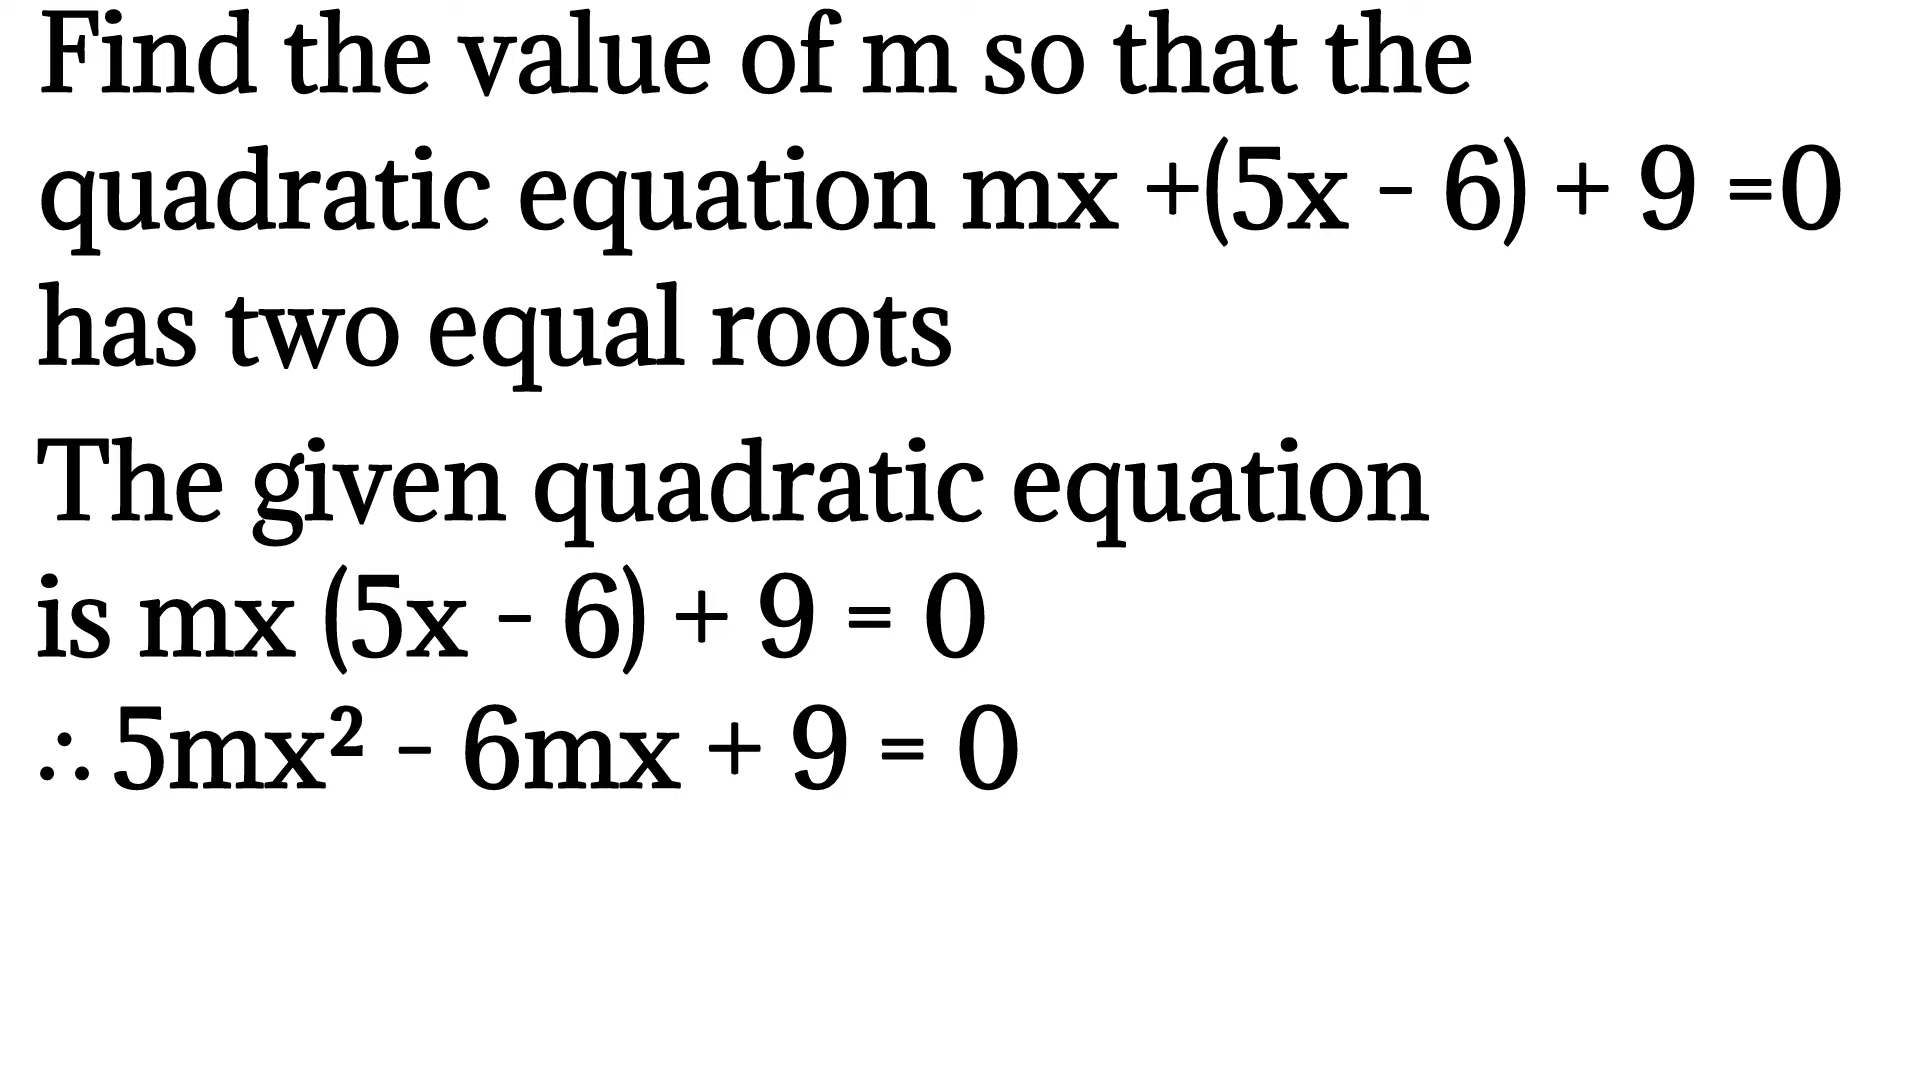 Find the value of m so that the
quadratic equation mx +(5x - 6) + 9 =0
has two equal roots
The given quadratic equation
is mx (5x - 6) + 9 = 0
∴ 5mx² - 6mx + 9 = 0